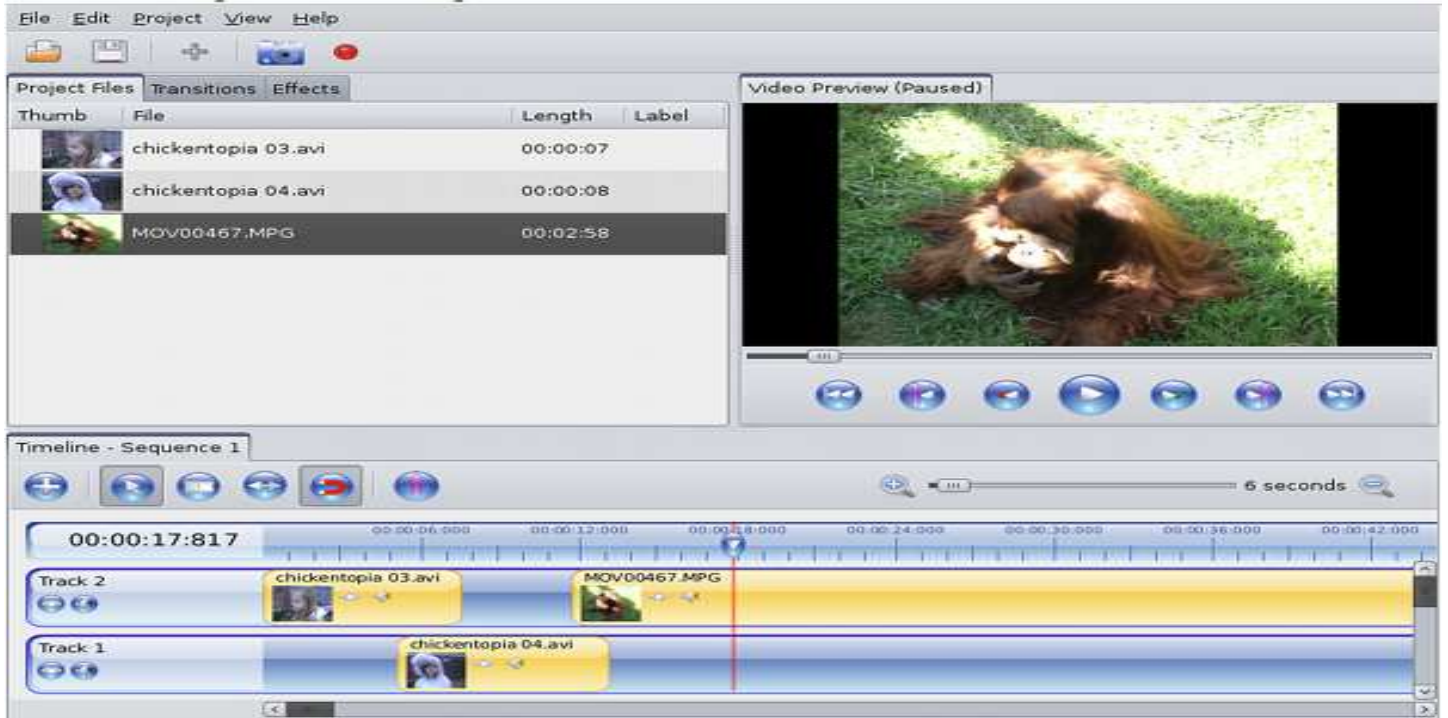 File Edit Project View Help
Project Files Transitions Effects
Video Preview (Paused)
Thumb File Length Label
chickentopia 03.avi 00:00:07
chickentopia 04.avi 00:00:08
MOV00467.MPG 00:02:58
Timeline - Sequence 1
6 seconds
00:00:17:817
00:00:06:000 00:00:12:000 00:00:18:000 00:00:24:000 00:00:30:000 00:00:36:000 00:00:42:000
Track 2
chickentopia 03.avi
MOV00467.MPG
Track 1
chickentopia 04.avi